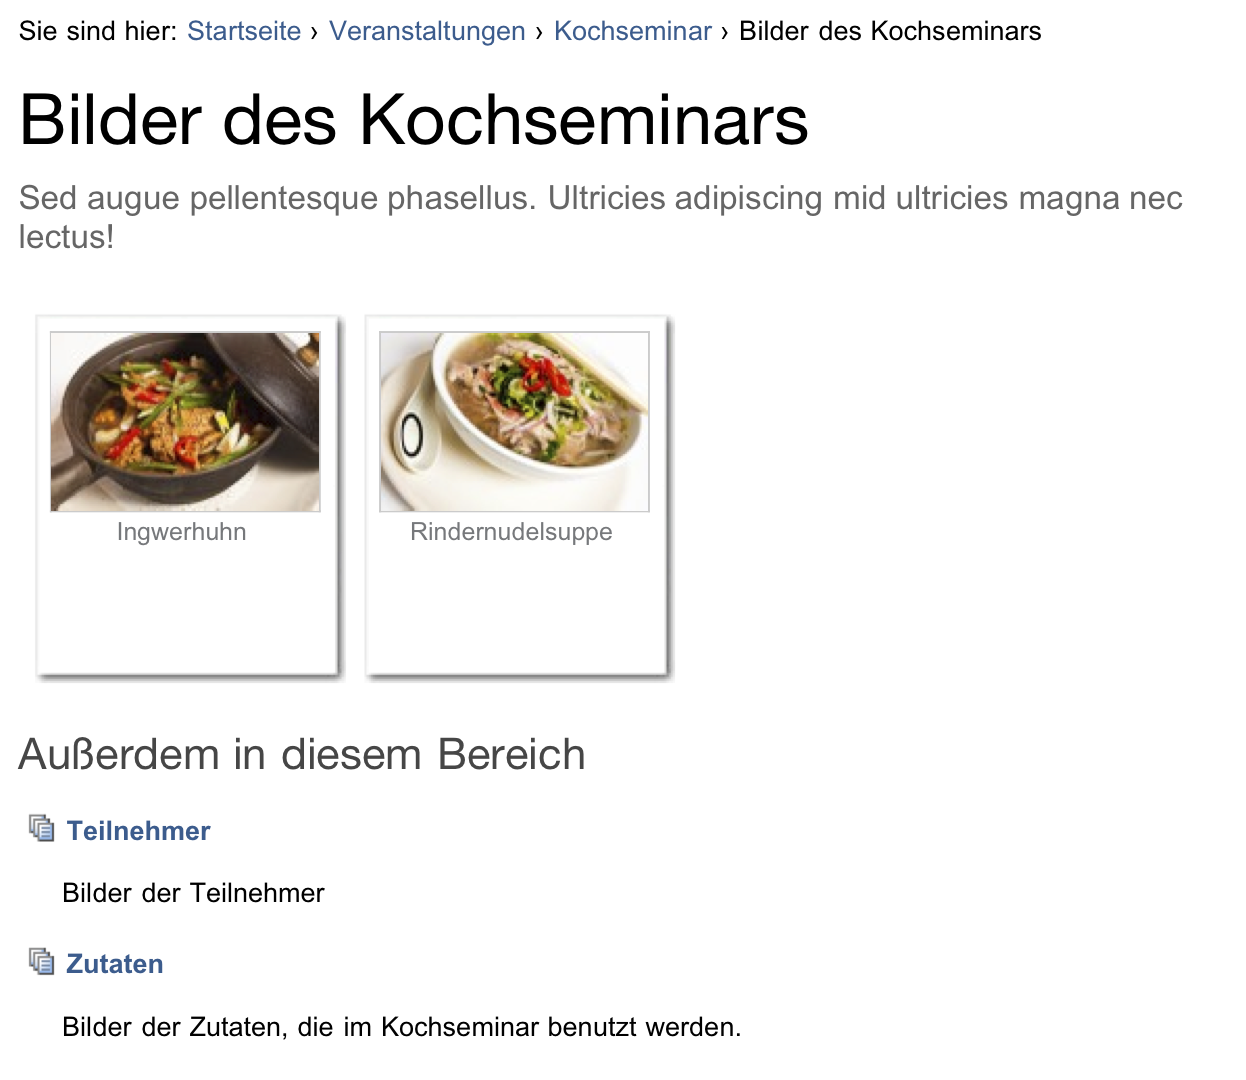 Sie sind hier: Startseite › Veranstaltungen › Kochseminar › Bilder des Kochseminars
Bilder des Kochseminars
Sed augue pellentesque phasellus. Ultricies adipiscing mid ultricies magna nec
lectus!
Ingwerhuhn
Rindernudelsuppe
Außerdem in diesem Bereich
Teilnehmer
Bilder der Teilnehmer
Zutaten
Bilder der Zutaten, die im Kochseminar benutzt werden.